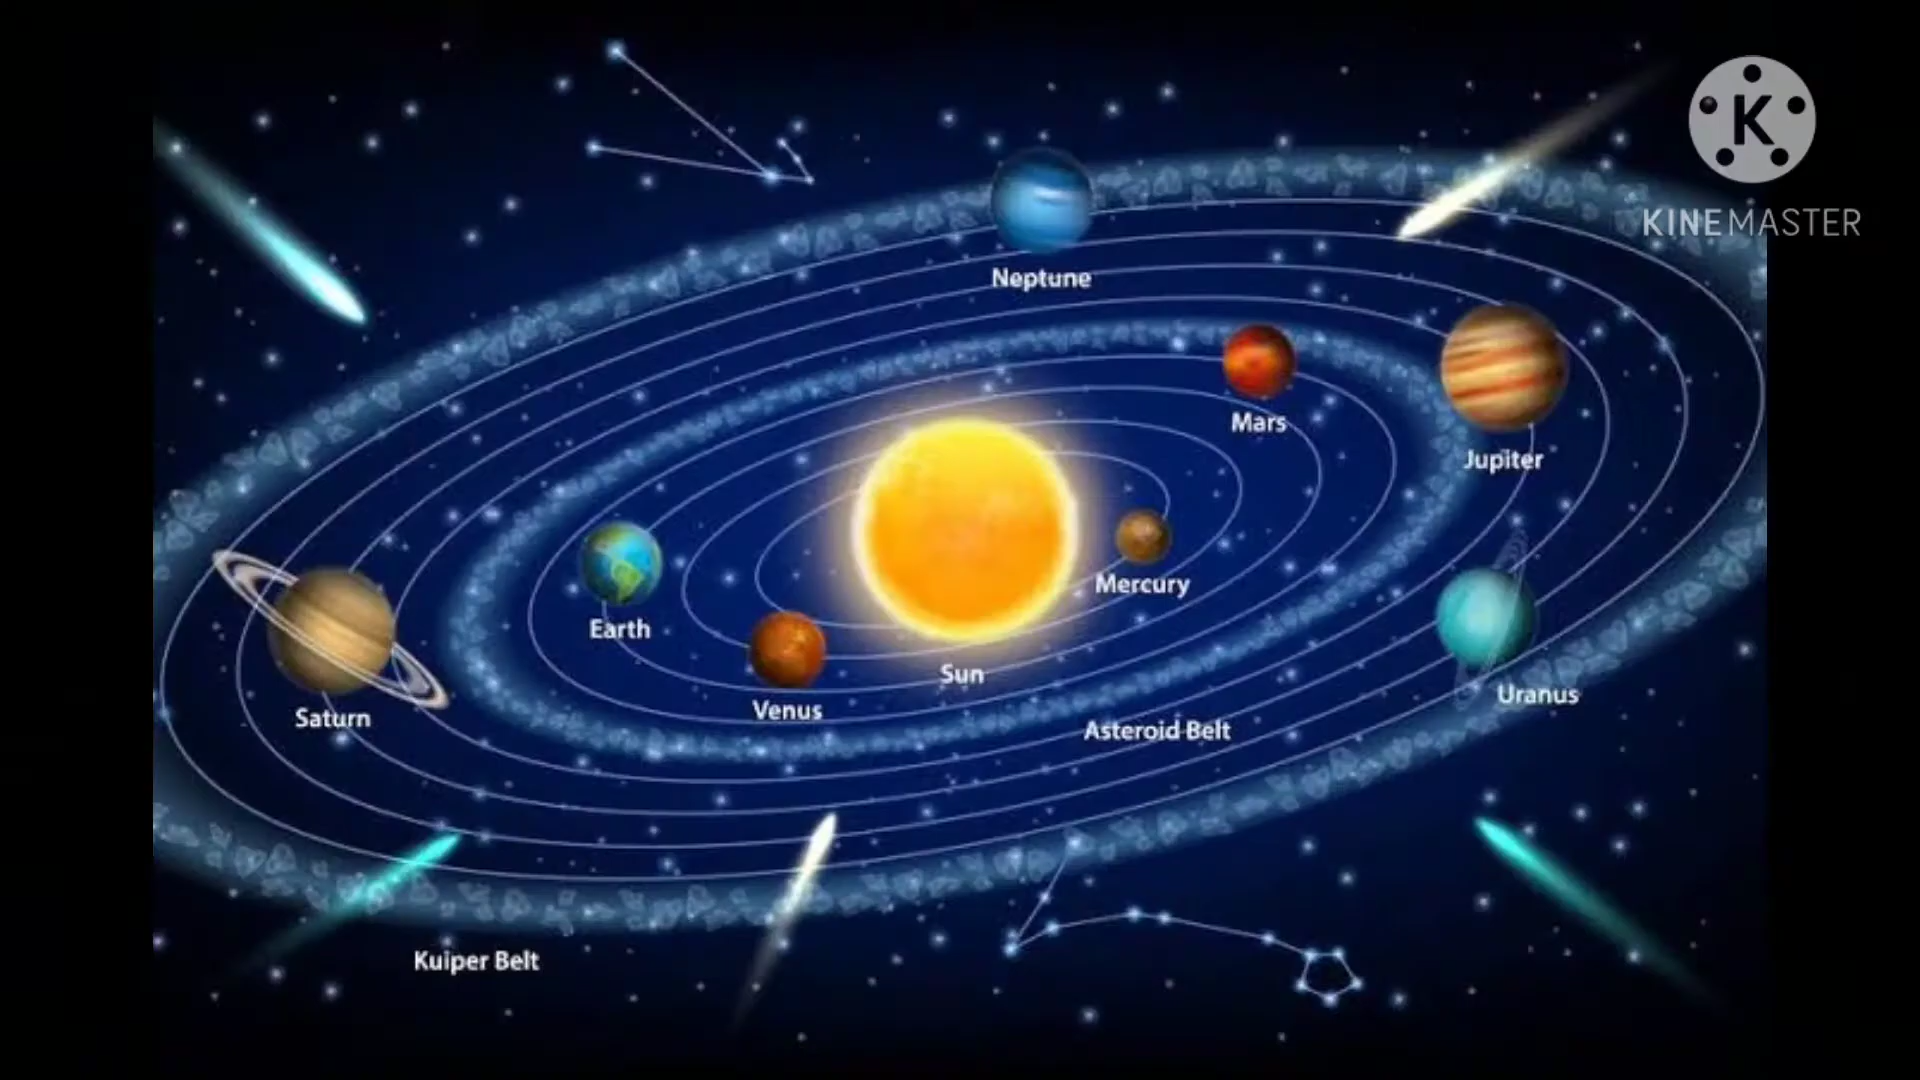 K
KINEMASTER
Neptune
Mars
Jupiter
Mercury
Earth
Sun
Venus
Uranus
Saturn
Asteroid Belt
Kuiper Belt